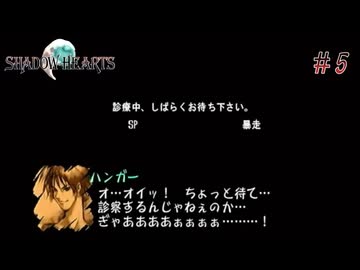 SHADOW HEARTS
#5
診療中、しばらくお待ち下さい。
SP 暴走
ハンガー
オ…オイッ！ ちょっと待て…
診察するんじゃねぇのか…
ぎゃああああぁぁぁぁ………！